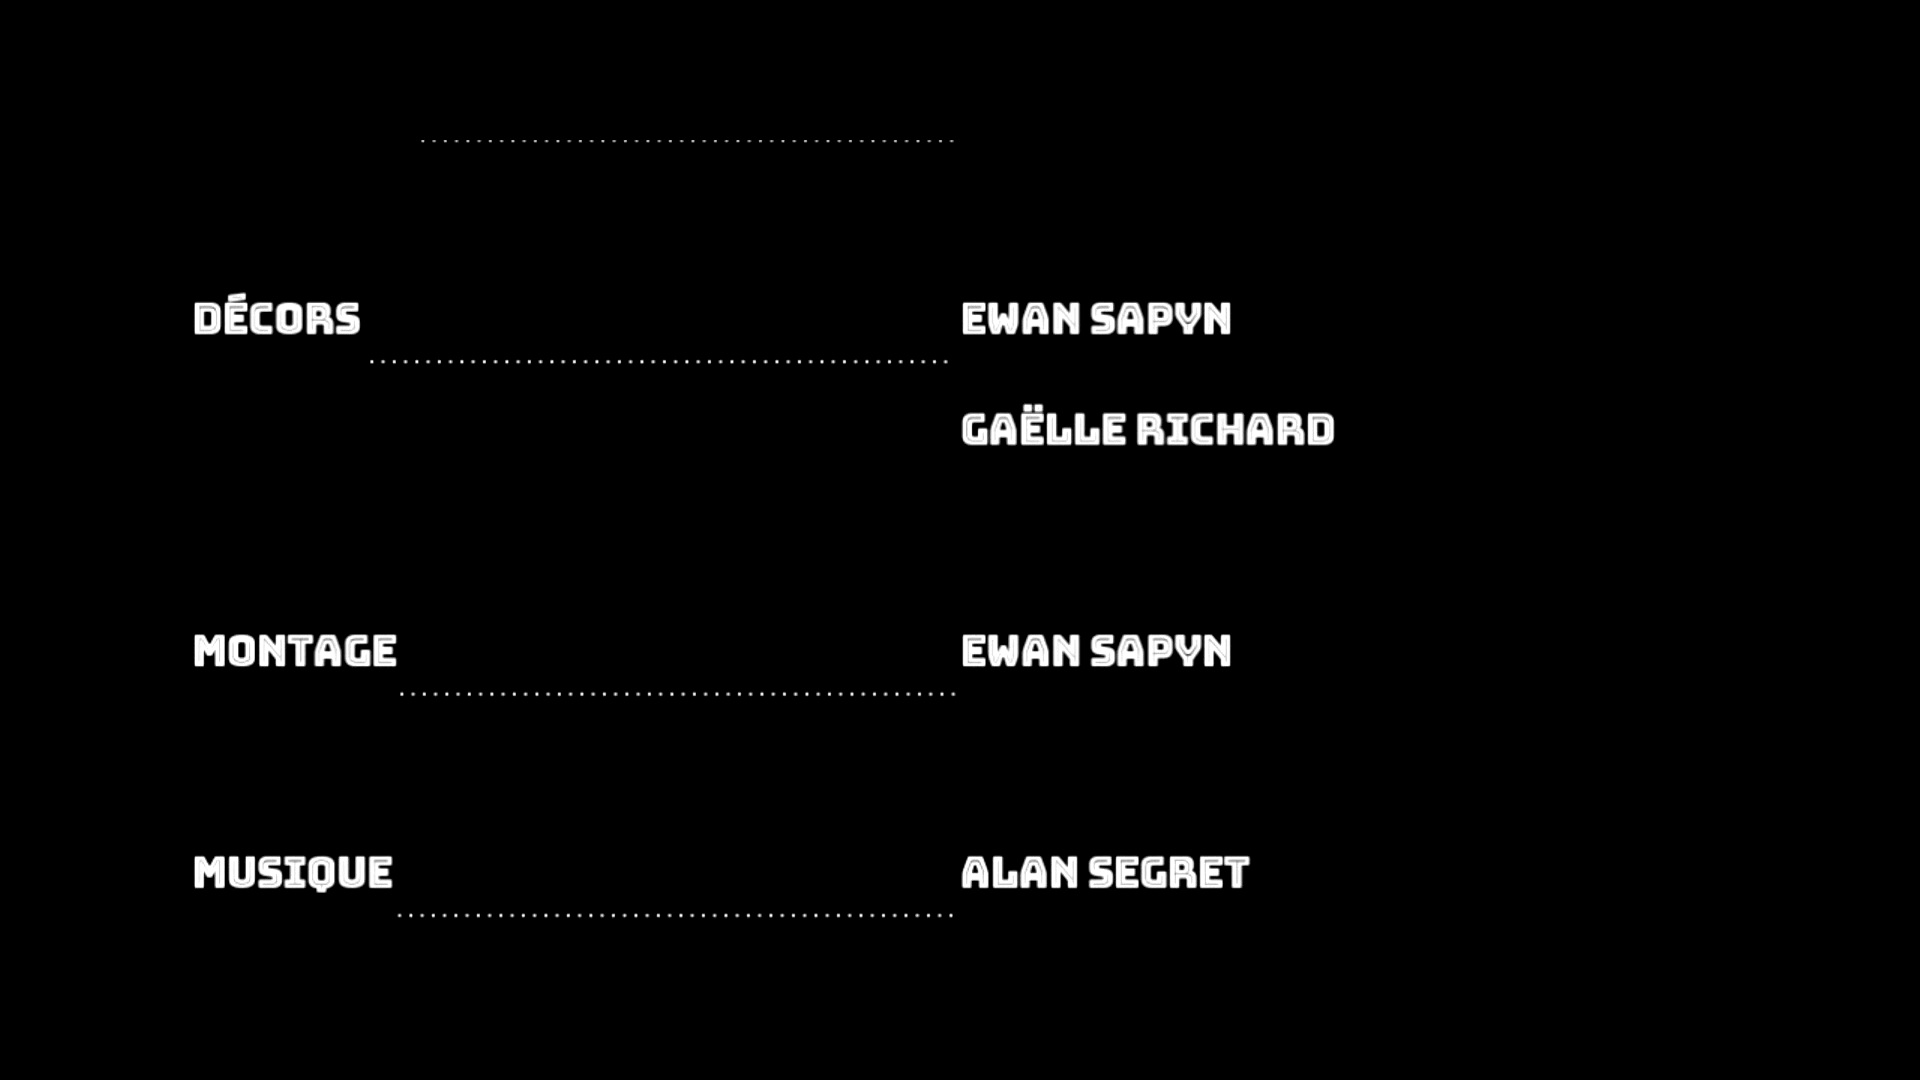 DÉCORS EWAN SAPYN
GAËLLE RICHARD
MONTAGE EWAN SAPYN
MUSIQUE ALAN SEGRET